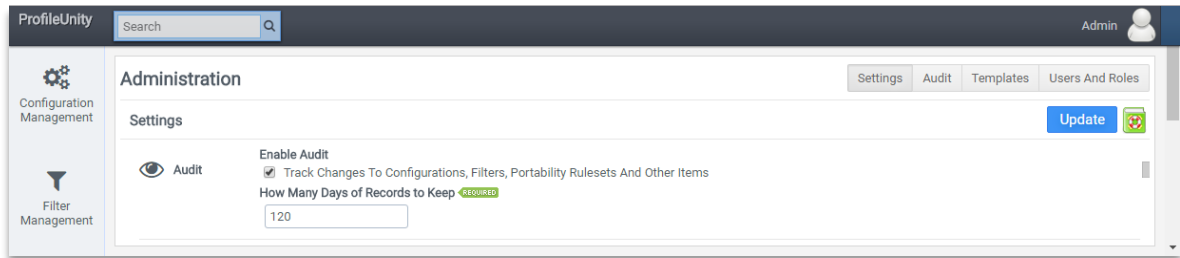 ProfileUnity
Search
Admin
Configuration
Management
Administration
Settings Audit Templates Users And Roles
Settings
Update
Audit
Enable Audit
Track Changes To Configurations, Filters, Portability Rulesets And Other Items
How Many Days of Records to Keep REQUIRED
120
Filter
Management